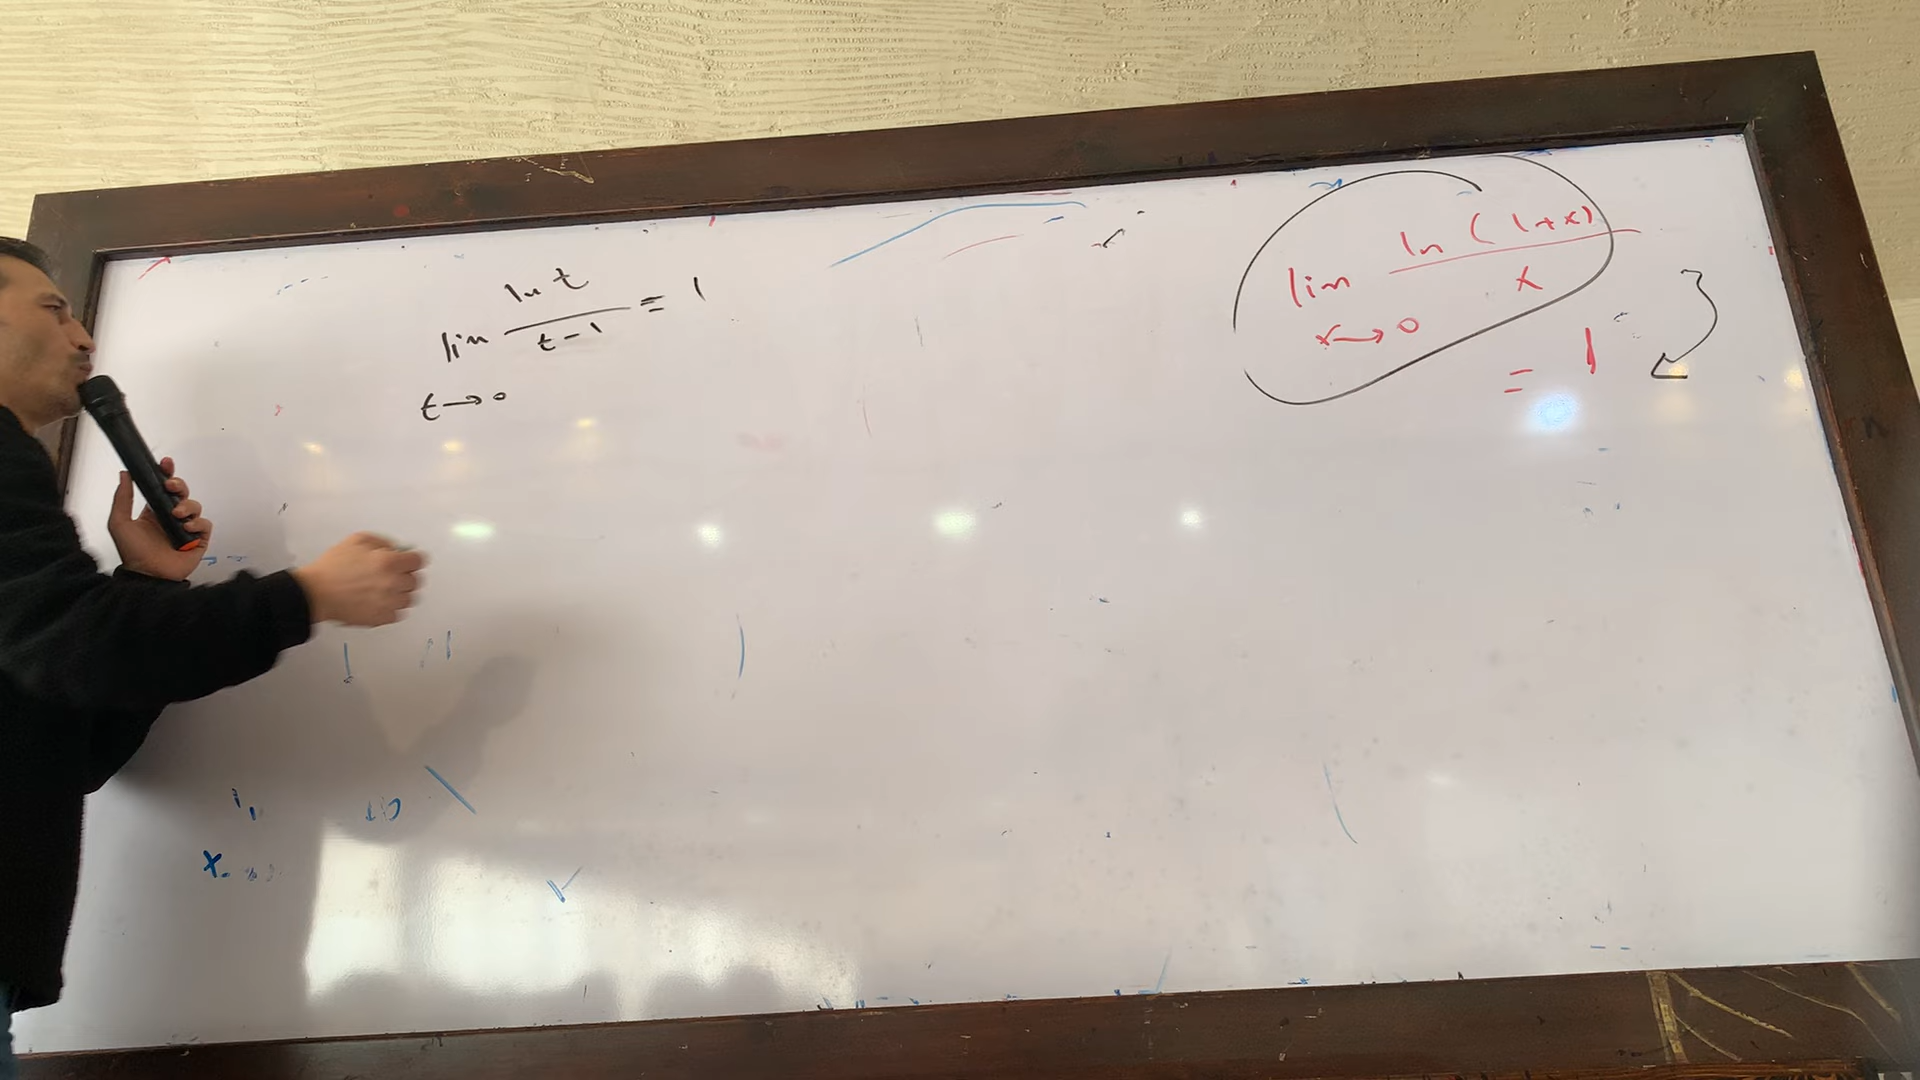 lim ln t / t-1 = 1
t→0
lim ln(1+x) / x
x→0
= 1